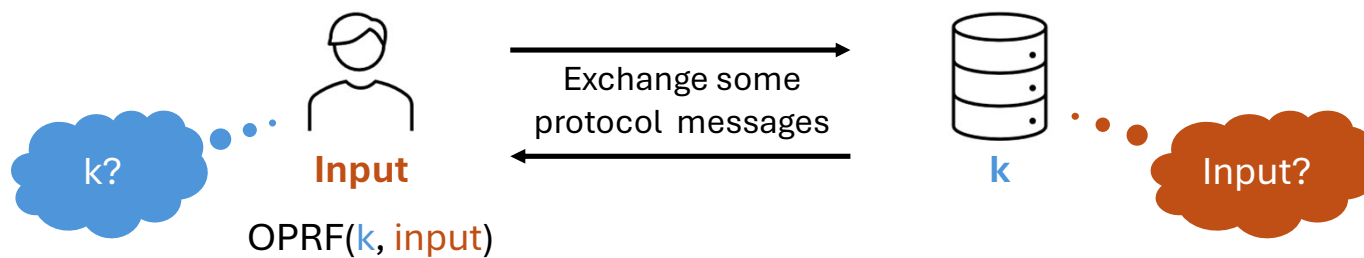 Exchange some
protocol messages
k?
Input
k
Input?
OPRF(k, input)